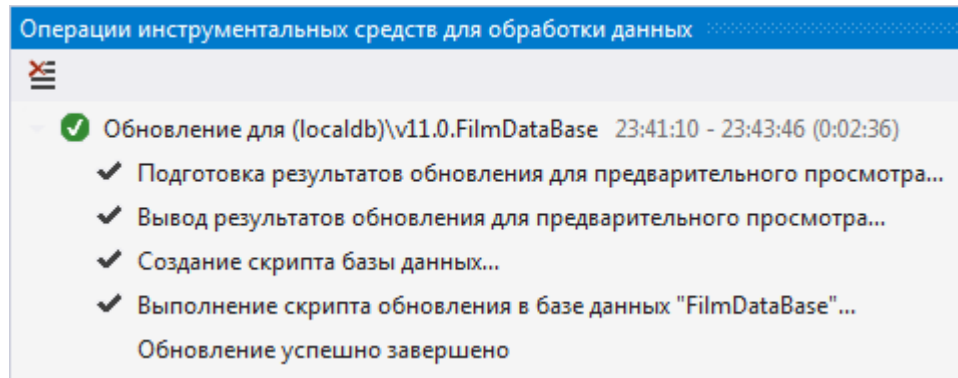 Операции инструментальных средств для обработки данных
Обновление для (localdb)\v11.0.FilmDataBase 23:41:10 - 23:43:46 (0:02:36)
Подготовка результатов обновления для предварительного просмотра...
Вывод результатов обновления для предварительного просмотра...
Создание скрипта базы данных...
Выполнение скрипта обновления в базе данных "FilmDataBase"...
Обновление успешно завершено